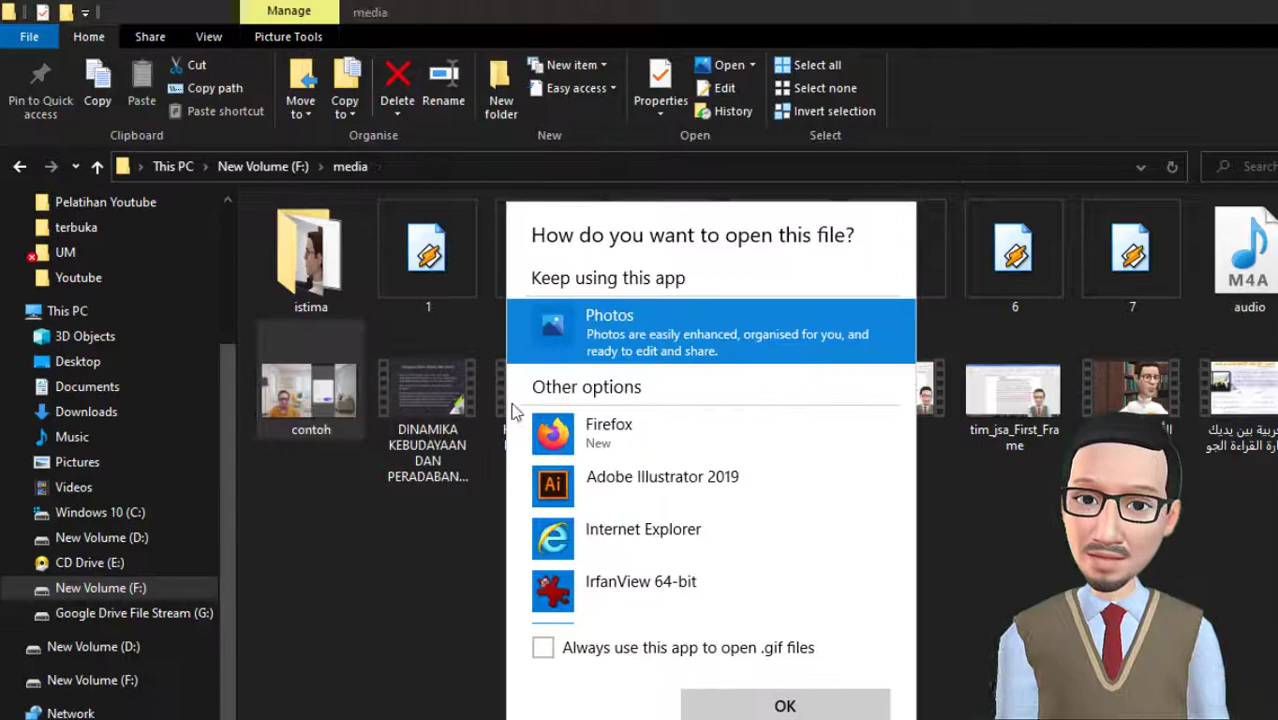 Manage
media
File
Home
Share
View
Picture Tools
Pin to Quick
access
Copy
Paste
Cut
Copy path
Paste shortcut
Clipboard
Move
to
Copy
to
Delete
Rename
Organise
New
folder
New item
Easy access
New
Properties
Open
Edit
History
Open
Select all
Select none
Invert selection
Select
This PC
New Volume (F:)
media
Search
Pelatihan Youtube
terbuka
UM
Youtube
This PC
3D Objects
Desktop
Documents
Downloads
Music
Pictures
Videos
Windows 10 (C:)
New Volume (D:)
CD Drive (E:)
New Volume (F:)
Google Drive File Stream (G:)
New Volume (D:)
New Volume (F:)
Network
istima
1
6
7
M4A
audio
contoh
DINAMIKA
KEBUDAYAAN
DAN
PERADABAN...
tim_jsa_First_Fra
me
How do you want to open this file?
Keep using this app
Photos
Photos are easily enhanced, organised for you, and
ready to edit and share.
Other options
Firefox
New
Ai
Adobe Illustrator 2019
Internet Explorer
IrfanView 64-bit
Always use this app to open .gif files
OK